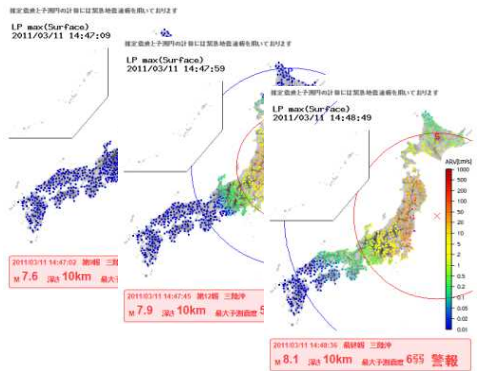 推定震度と予測円の計算には緊急地震速報を用いております
LP max(Surface)
2011/03/11 14:47:09
2011/03/11 14:47:02 第9報 三陸
M 7.6 深さ 10km 最大予
推定震度と予測円の計算には緊急地震速報を用いております
LP max(Surface)
2011/03/11 14:47:59
2011/03/11 14:47:45 第12報 三陸沖
M 7.9 深さ 10km 最大予測震度 5
推定震度と予測円の計算には緊急地震速報を用いております
LP max(Surface)
2011/03/11 14:48:49
S
1000
500
200
100
50
20
10
5
2
1
0.5
0.2
0.1
0.05
0.02
0.01
2011/03/11 14:48:36 最終報 三陸沖
M 8.1 深さ 10km 最大予測震度 6 警報